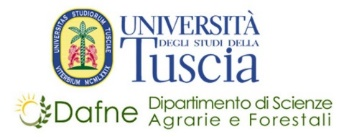 UNIVERSITÀ
DEGLI STUDI DELLA
Tuscia
Dafne
Dipartimento di Scienze
Agrarie e Forestali